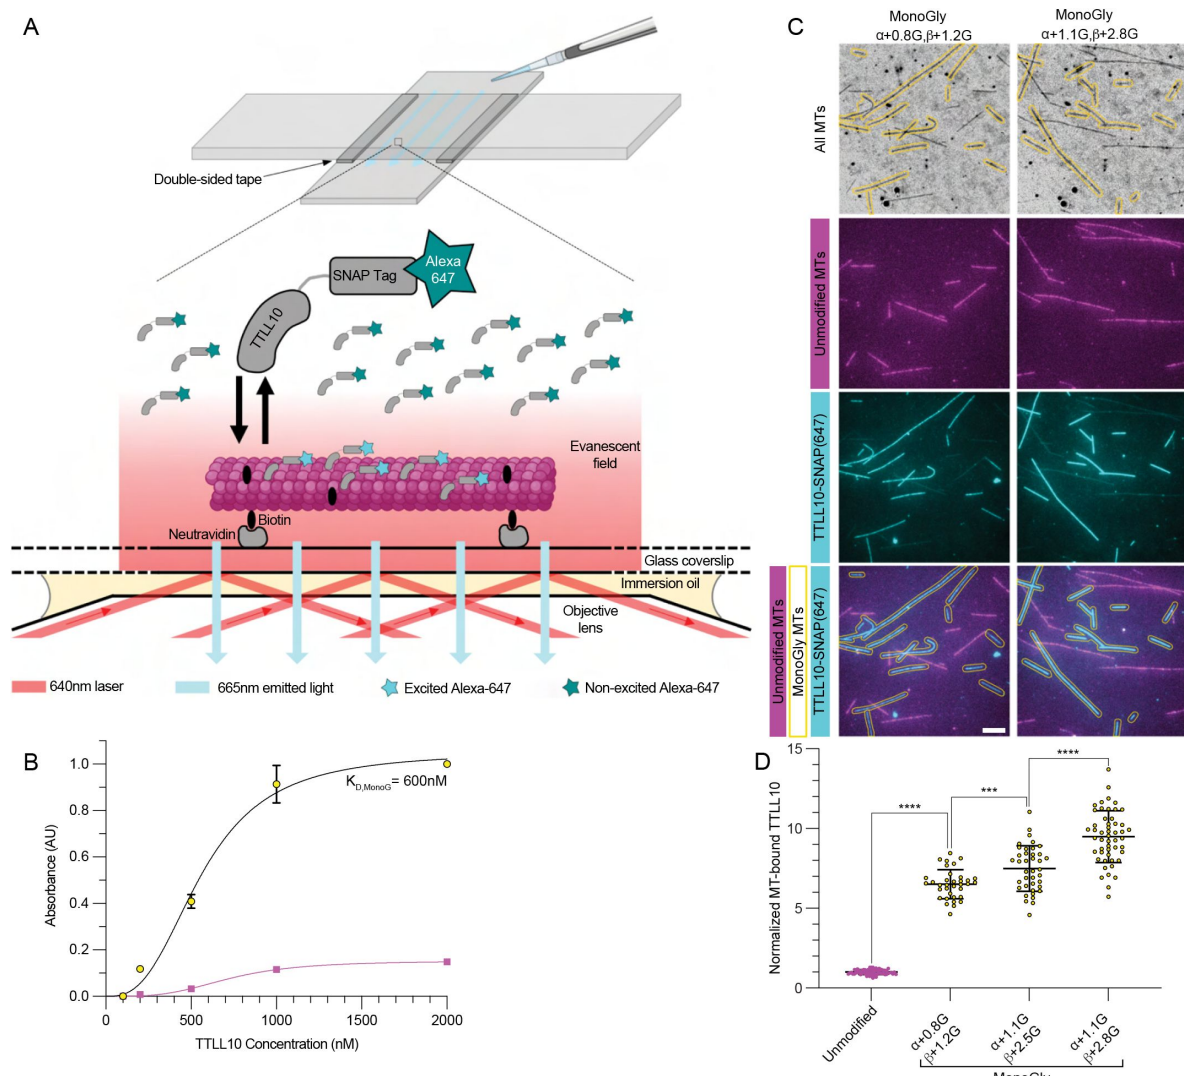 A
Double-sided tape
SNAP Tag
Alexa
647
TTLL10
Evanescent
field
Biotin
Neutravidin
Glass coverslip
Immersion oil
Objective
lens
640nm laser
665nm emitted light
Excited Alexa-647
Non-excited Alexa-647
B
1.0
0.8
0.6
0.4
0.2
0.0
Absorbance (AU)
K D,MonoG = 600nM
0
500
1000
1500
2000
TTLL10 Concentration (nM)
C
MonoGly
α+0.8G,β+1.2G
MonoGly
α+1.1G,β+2.8G
All MTs
Unmodified MTs
TTLL10-SNAP(647)
Unmodified MTs
MonoGly MTs
TTLL10-SNAP(647)
D
15
10
5
0
Normalized MT-bound TTLL10
****
***
****
Unmodified
α+0.8G
β+1.2G
α+1.1G
β+2.5G
α+1.1G
β+2.8G
MonoGly